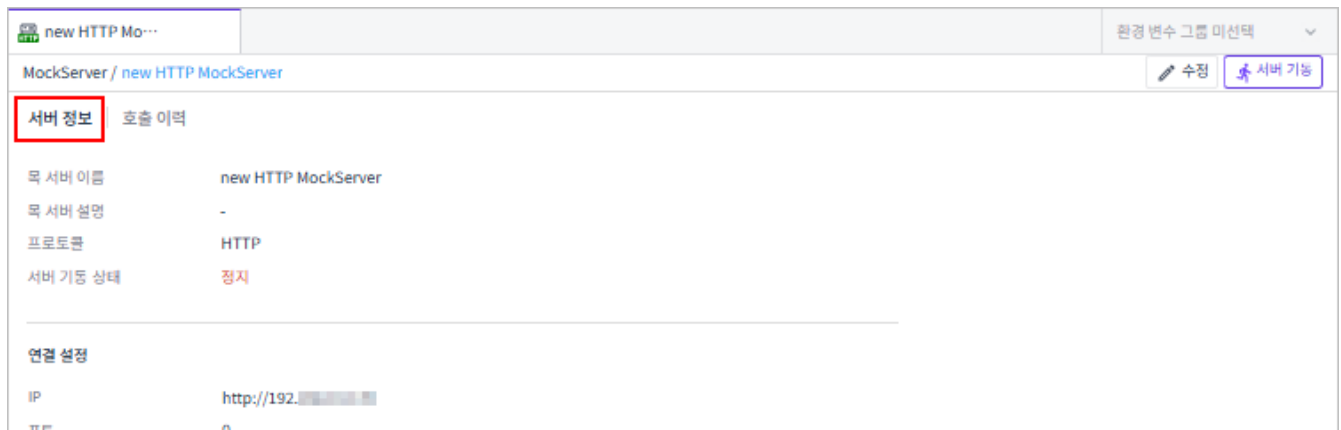 new HTTP Mo···
환경 변수 그룹 미선택
MockServer / new HTTP MockServer
수정
서버 기동
서버 정보
호출 이력
목 서버 이름 new HTTP MockServer
목 서버 설명 -
프로토콜 HTTP
서버 기동 상태 정지
연결 설정
IP http://192.